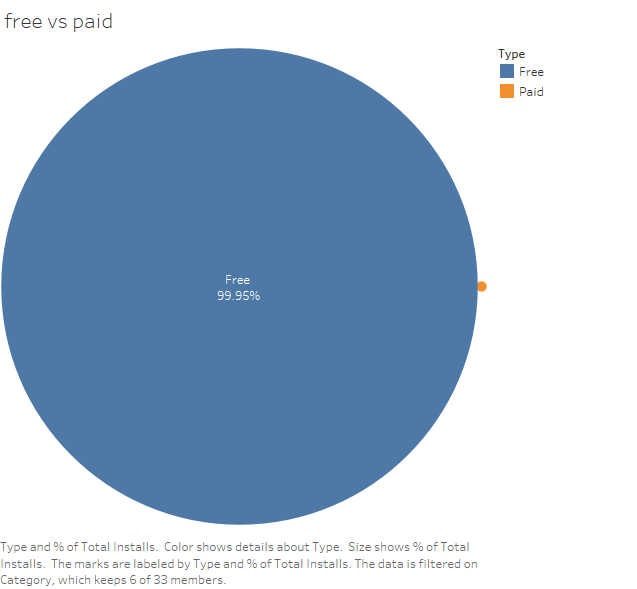 free vs paid
Type
Free
Paid
Free
99.95%
Type and % of Total Installs.  Color shows details about Type.  Size shows % of Total
Installs.  The marks are labeled by Type and % of Total Installs. The data is filtered on
Category, which keeps 6 of 33 members.